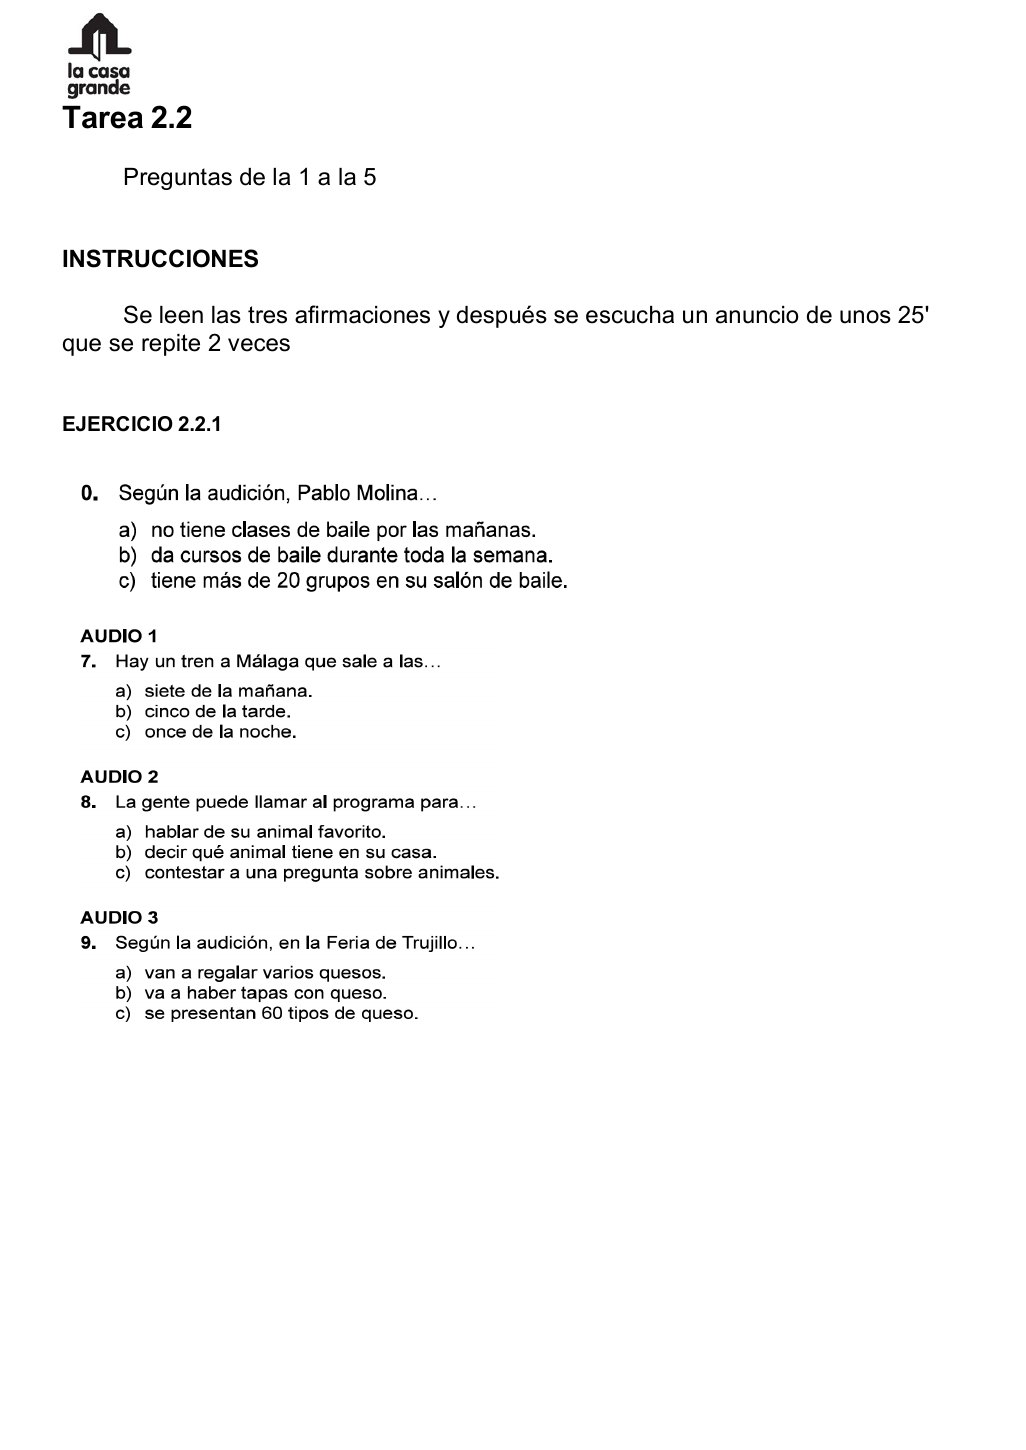 la casa
grande
Tarea 2.2
Preguntas de la 1 a la 5
INSTRUCCIONES
Se leen las tres afirmaciones y después se escucha un anuncio de unos 25'
que se repite 2 veces
EJERCICIO 2.2.1
0. Según la audición, Pablo Molina…
a) no tiene clases de baile por las mañanas.
b) da cursos de baile durante toda la semana.
c) tiene más de 20 grupos en su salón de baile.
AUDIO 1
7. Hay un tren a Málaga que sale a las…
a) siete de la mañana.
b) cinco de la tarde.
c) once de la noche.
AUDIO 2
8. La gente puede llamar al programa para…
a) hablar de su animal favorito.
b) decir qué animal tiene en su casa.
c) contestar a una pregunta sobre animales.
AUDIO 3
9. Según la audición, en la Feria de Trujillo…
a) van a regalar varios quesos.
b) va a haber tapas con queso.
c) se presentan 60 tipos de queso.